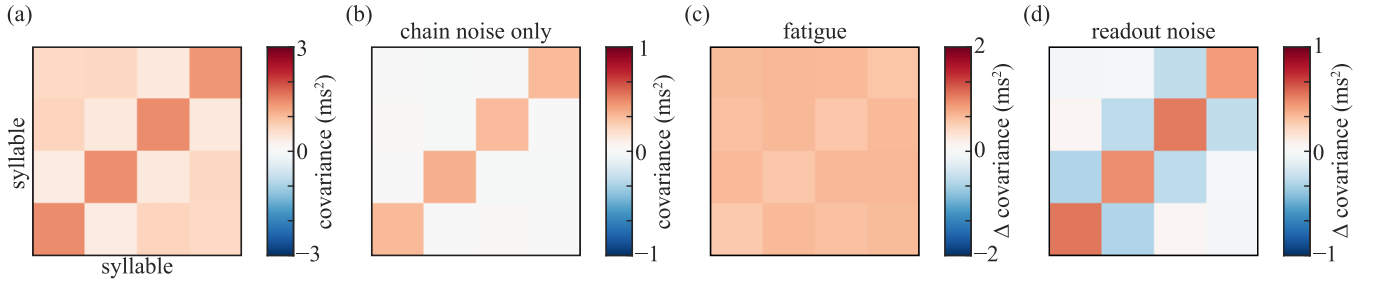 (a)
syllable
syllable
3
0
−3
covariance (ms²)
(b)
chain noise only
1
0
−1
covariance (ms²)
(c)
fatigue
2
0
−2
Δ covariance (ms²)
(d)
readout noise
1
0
−1
Δ covariance (ms²)